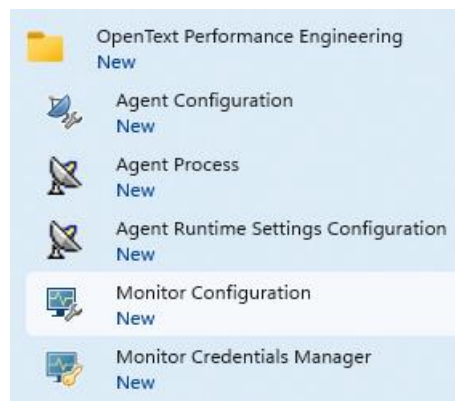 OpenText Performance Engineering
New
Agent Configuration
New
Agent Process
New
Agent Runtime Settings Configuration
New
Monitor Configuration
New
Monitor Credentials Manager
New